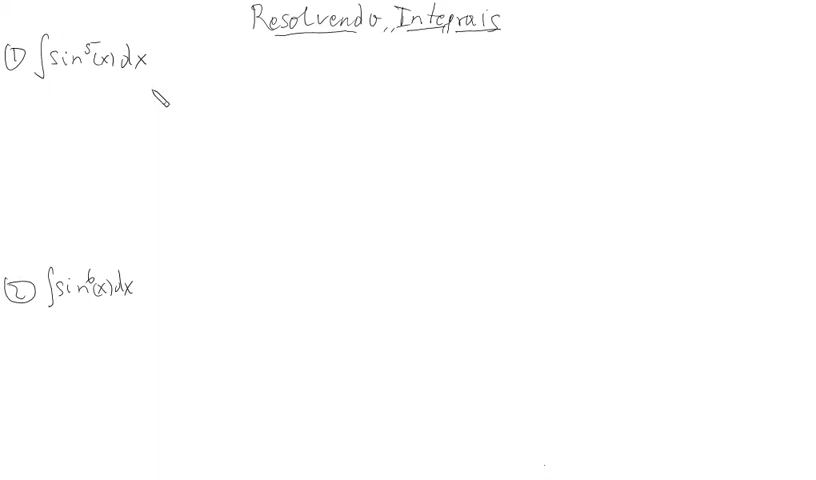 Resolvendo Integrais
① ∫sin⁵(x)dx
② ∫sin⁶(x)dx